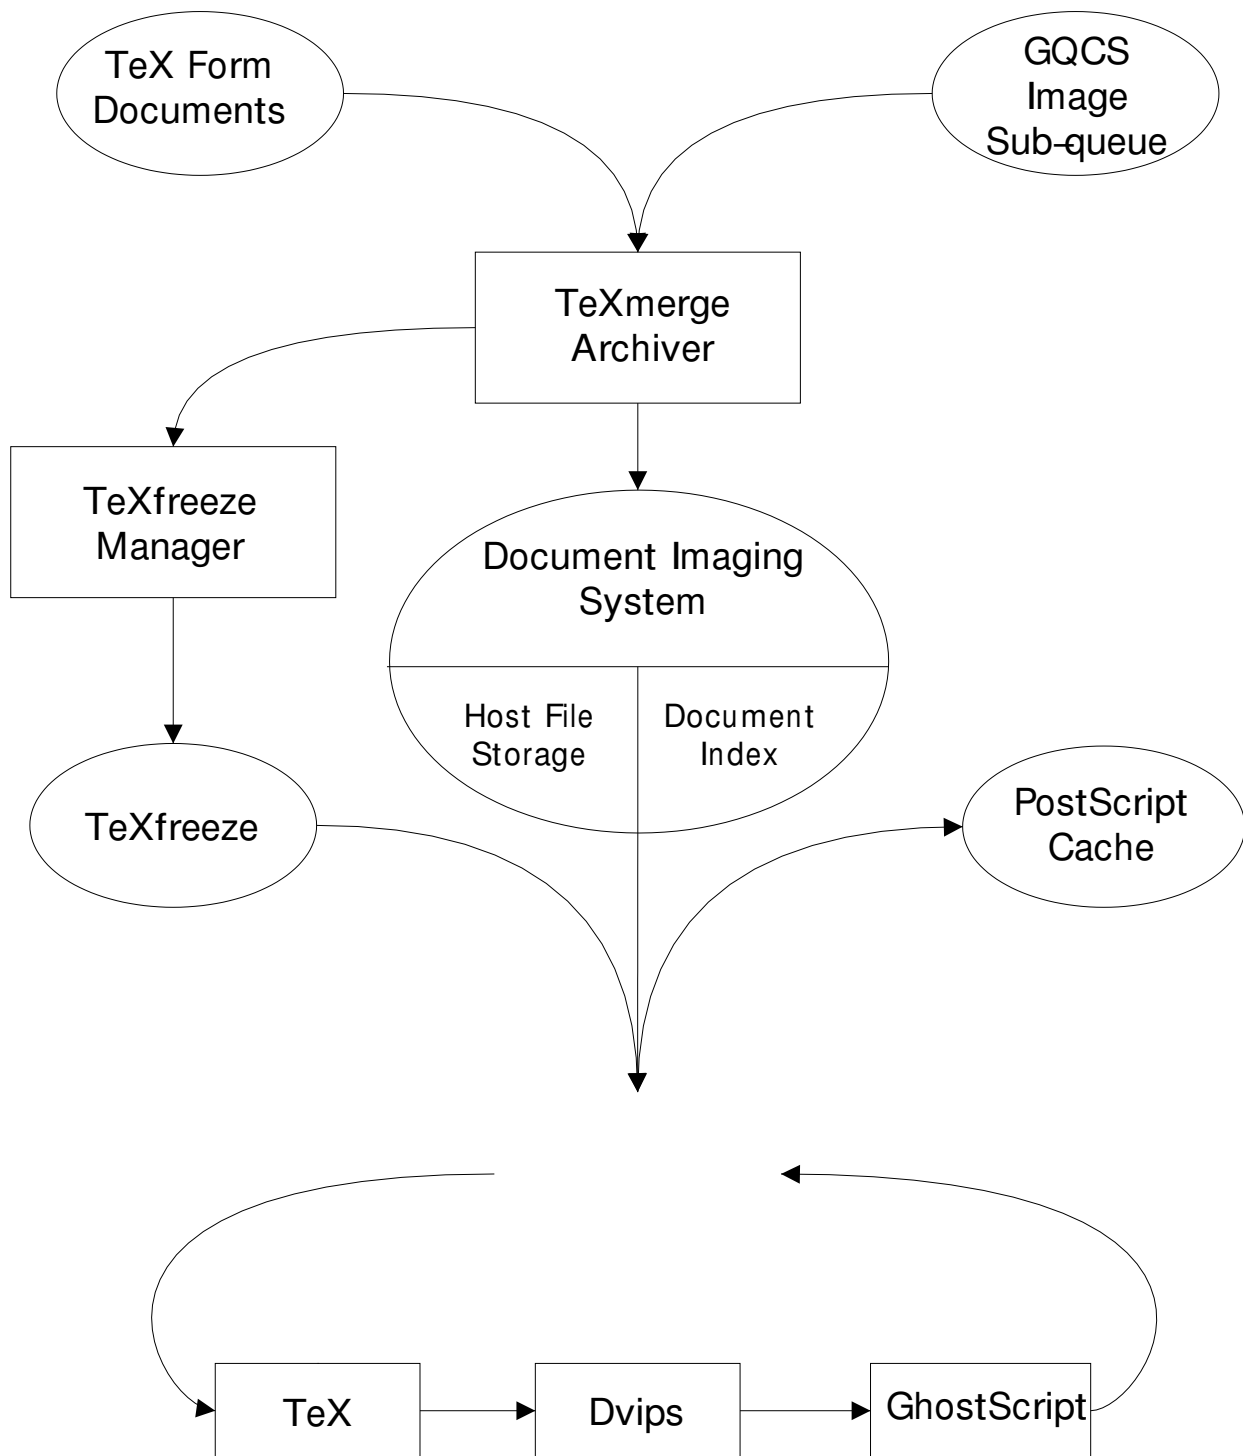 TeX Form
Documents
GQCS
Image
Sub-queue
TeXmerge
Archiver
TeXfreeze
Manager
Document Imaging
System
Host File
Storage
Document
Index
TeXfreeze
PostScript
Cache
TeX
Dvips
GhostScript